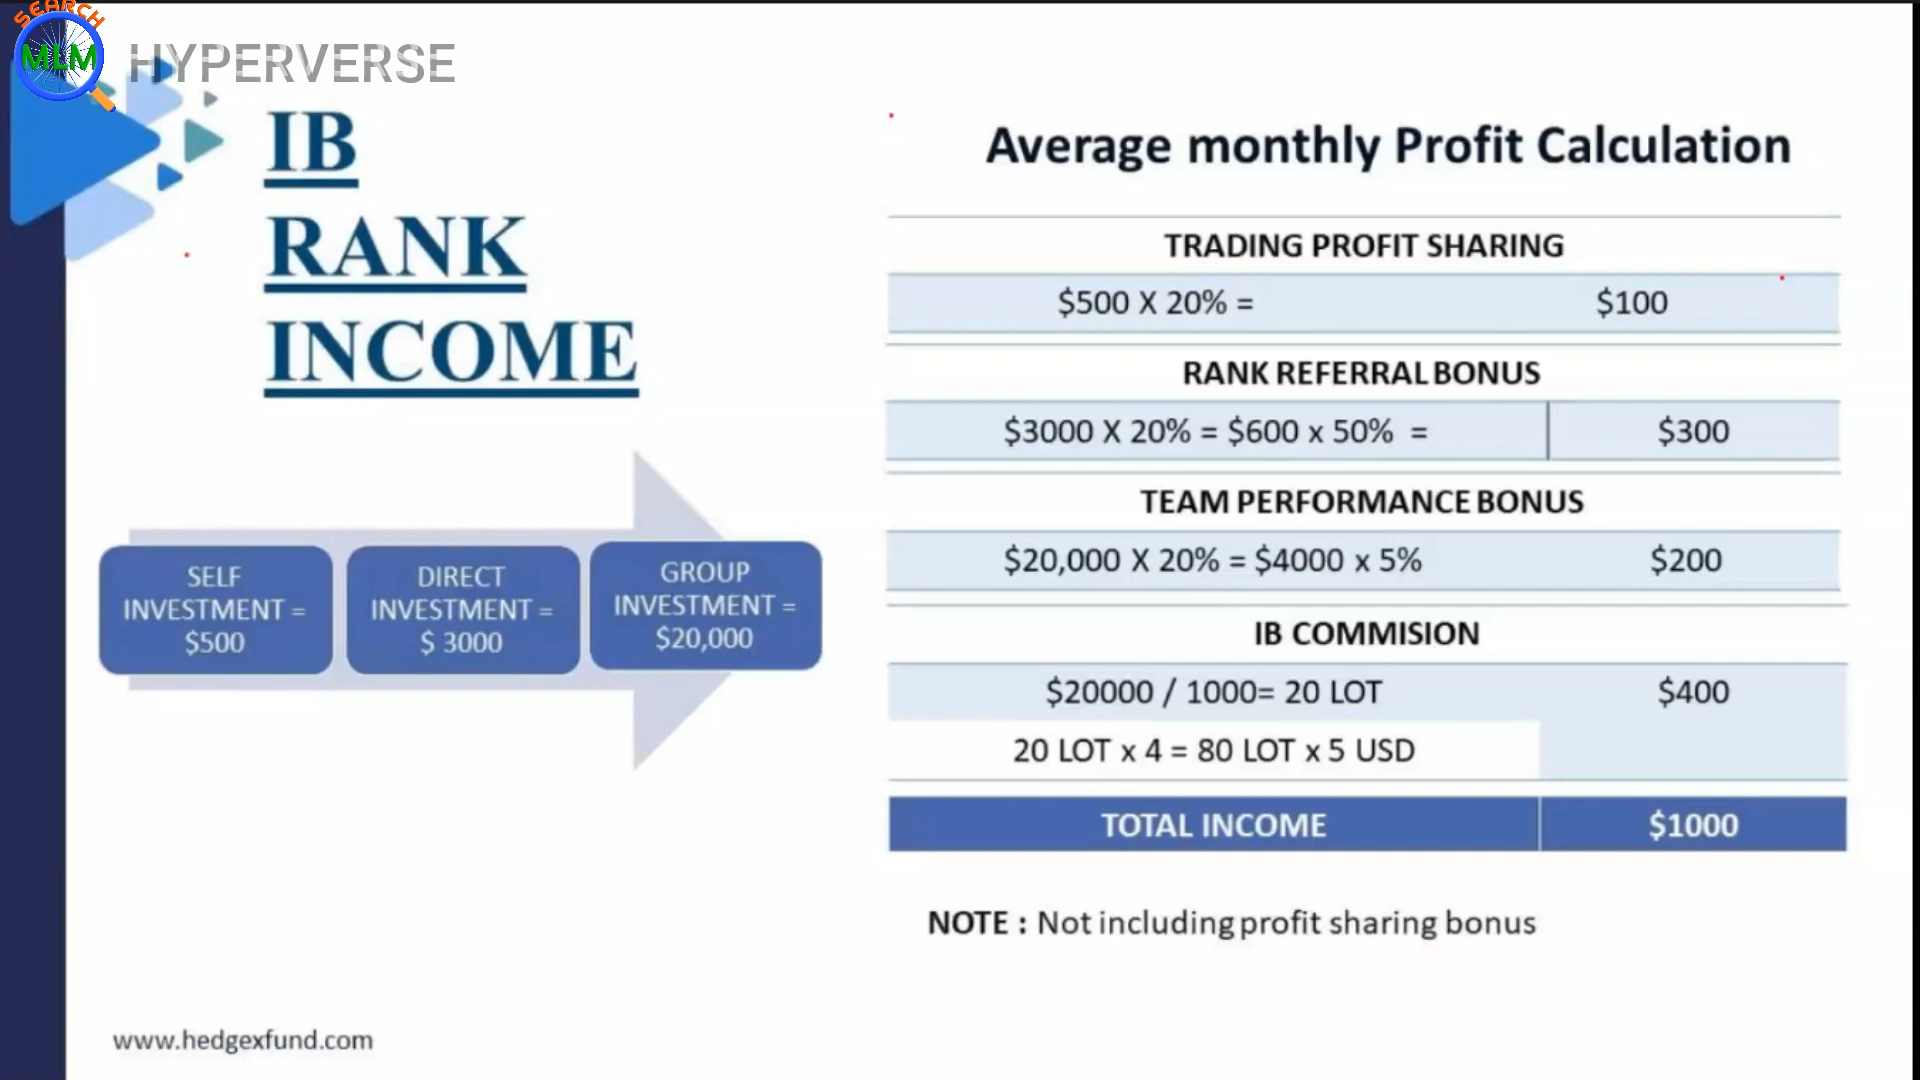 SEARCH
MLM
HYPERVERSE
IB
RANK
INCOME
SELF
INVESTMENT =
$500
DIRECT
INVESTMENT =
$ 3000
GROUP
INVESTMENT =
$20,000
Average monthly Profit Calculation
TRADING PROFIT SHARING
$500 X 20% = $100
RANK REFERRAL BONUS
$3000 X 20% = $600 x 50% = $300
TEAM PERFORMANCE BONUS
$20,000 X 20% = $4000 x 5% $200
IB COMMISION
$20000 / 1000= 20 LOT $400
20 LOT x 4 = 80 LOT x 5 USD
TOTAL INCOME $1000
NOTE : Not including profit sharing bonus
www.hedgexfund.com